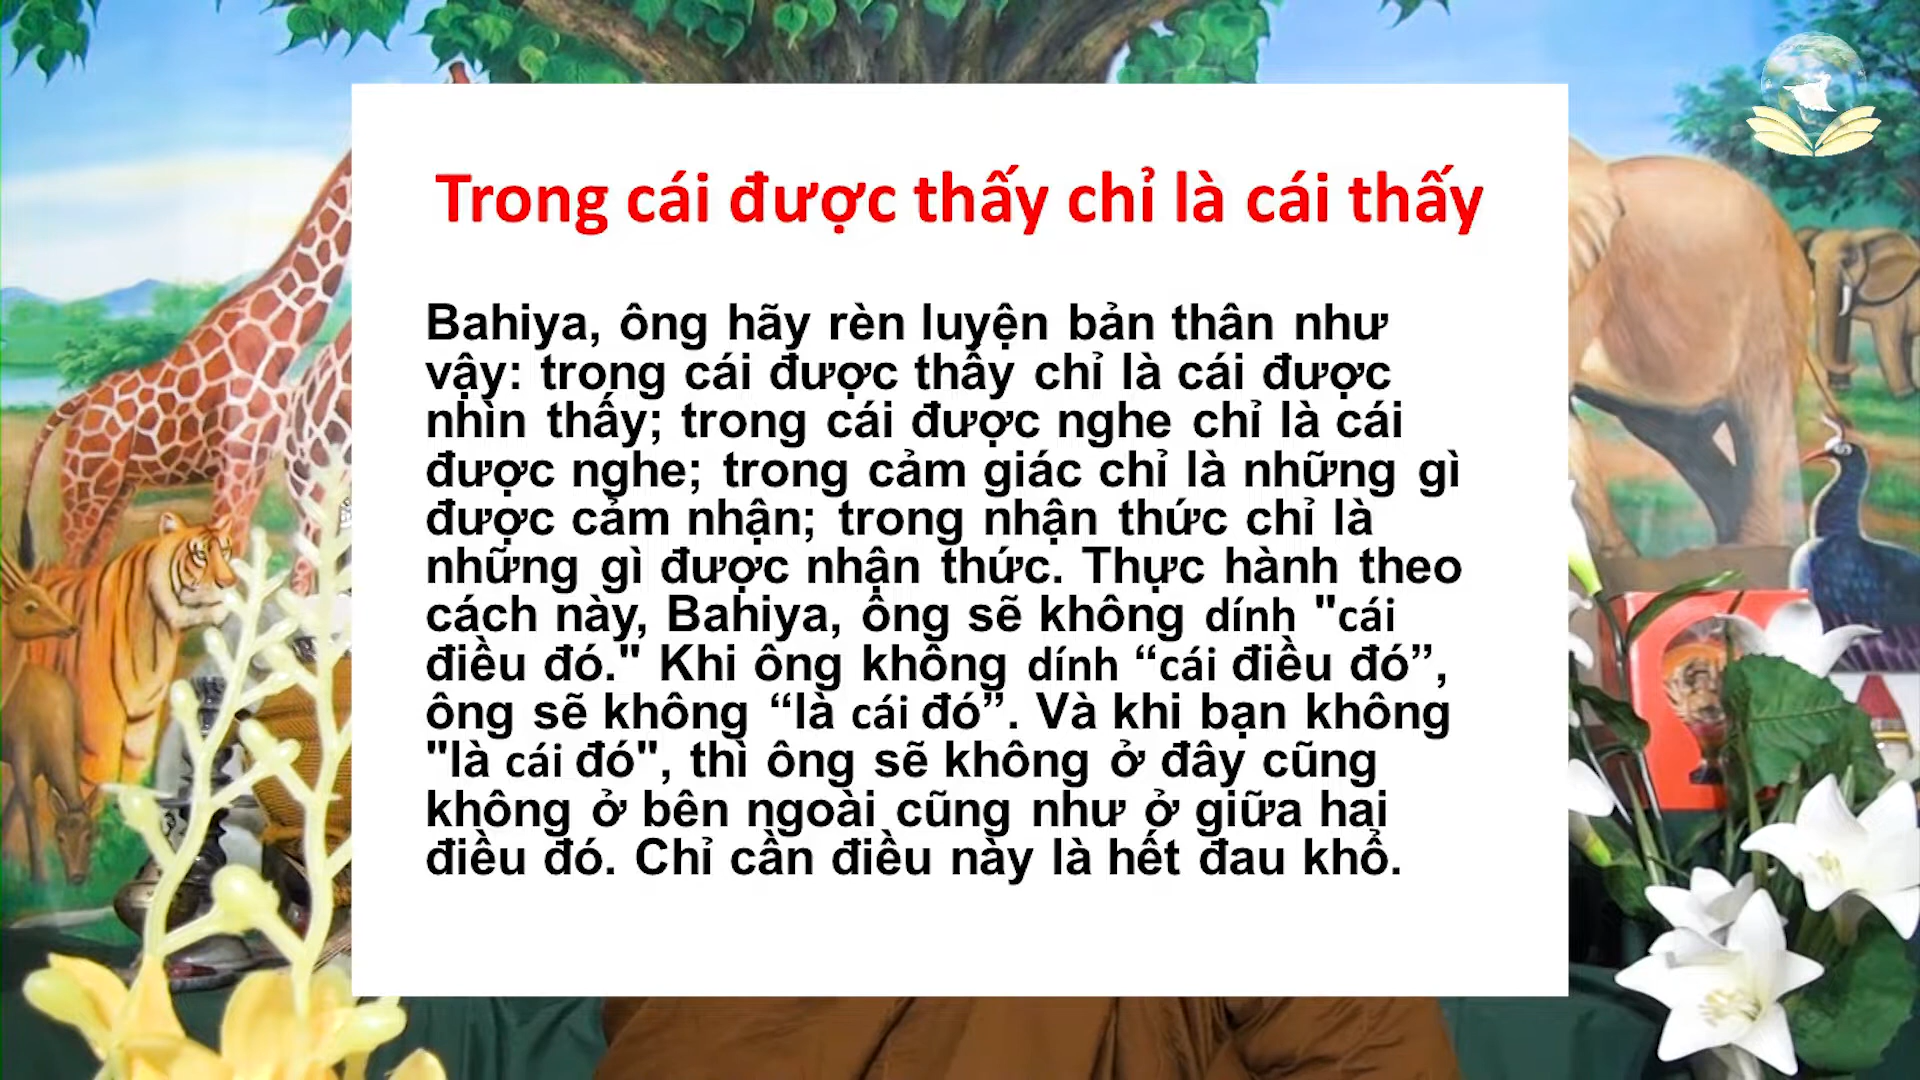 Trong cái được thấy chỉ là cái thấy
Bahiya, ông hãy rèn luyện bản thân như
vậy: trong cái được thấy chỉ là cái được
nhìn thấy; trong cái được nghe chỉ là cái
được nghe; trong cảm giác chỉ là những gì
được cảm nhận; trong nhận thức chỉ là
những gì được nhận thức. Thực hành theo
cách này, Bahiya, ông sẽ không dính "cái
điều đó." Khi ông không dính “cái điều đó”,
ông sẽ không “là cái đó”. Và khi bạn không
"là cái đó", thì ông sẽ không ở đây cũng
không ở bên ngoài cũng như ở giữa hai
điều đó. Chỉ cần điều này là hết đau khổ.